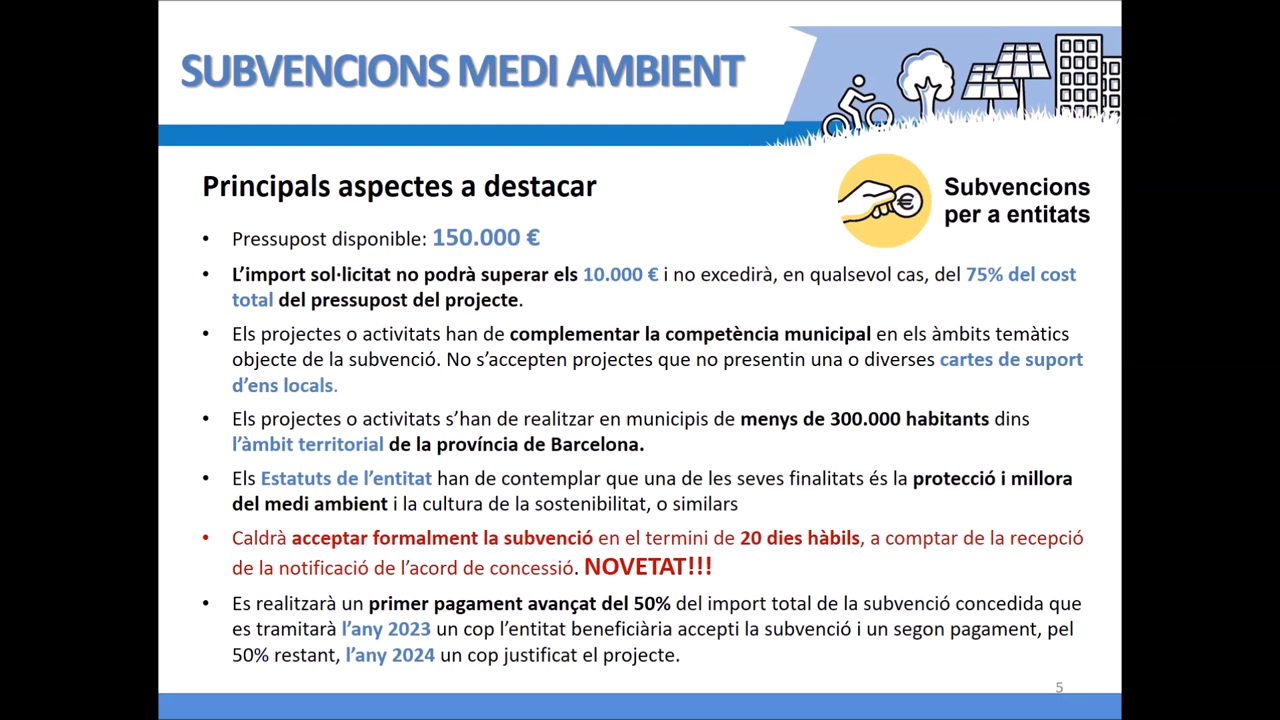 SUBVENCIONS MEDI AMBIENT
Principals aspectes a destacar
€
Subvencions
per a entitats
• Pressupost disponible: 150.000 €
• L’import sol·licitat no podrà superar els 10.000 € i no excedirà, en qualsevol cas, del 75% del cost
total del pressupost del projecte.
• Els projectes o activitats han de complementar la competència municipal en els àmbits temàtics
objecte de la subvenció. No s’accepten projectes que no presentin una o diverses cartes de suport
d’ens locals.
• Els projectes o activitats s’han de realitzar en municipis de menys de 300.000 habitants dins
l’àmbit territorial de la província de Barcelona.
• Els Estatuts de l’entitat han de contemplar que una de les seves finalitats és la protecció i millora
del medi ambient i la cultura de la sostenibilitat, o similars
• Caldrà acceptar formalment la subvenció en el termini de 20 dies hàbils, a comptar de la recepció
de la notificació de l’acord de concessió. NOVETAT!!!
• Es realitzarà un primer pagament avançat del 50% del import total de la subvenció concedida que
es tramitarà l’any 2023 un cop l’entitat beneficiària accepti la subvenció i un segon pagament, pel
50% restant, l’any 2024 un cop justificat el projecte.
5